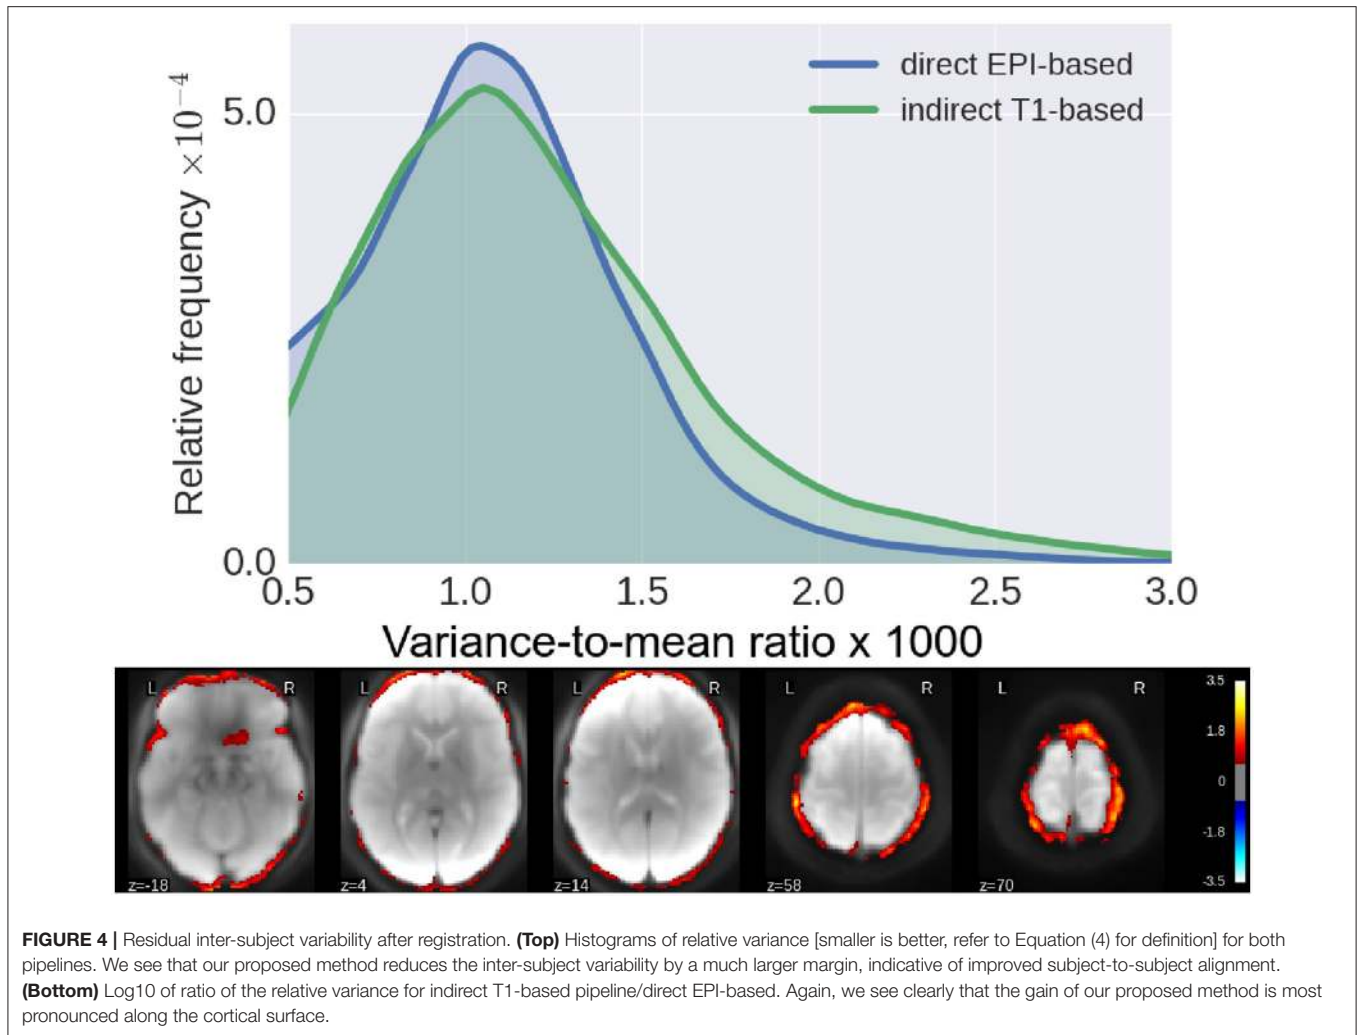 direct EPI-based
indirect T1-based
Relative frequency ×10⁻⁴
5.0
0.0
0.5 1.0 1.5 2.0 2.5 3.0
Variance-to-mean ratio x 1000
L R L R L R L R L R
z=-18 z=4 z=14 z=58 z=70
3.5
1.8
0
-1.8
-3.5
FIGURE 4 | Residual inter-subject variability after registration. (Top) Histograms of relative variance [smaller is better, refer to Equation (4) for definition] for both
pipelines. We see that our proposed method reduces the inter-subject variability by a much larger margin, indicative of improved subject-to-subject alignment.
(Bottom) Log10 of ratio of the relative variance for indirect T1-based pipeline/direct EPI-based. Again, we see clearly that the gain of our proposed method is most
pronounced along the cortical surface.